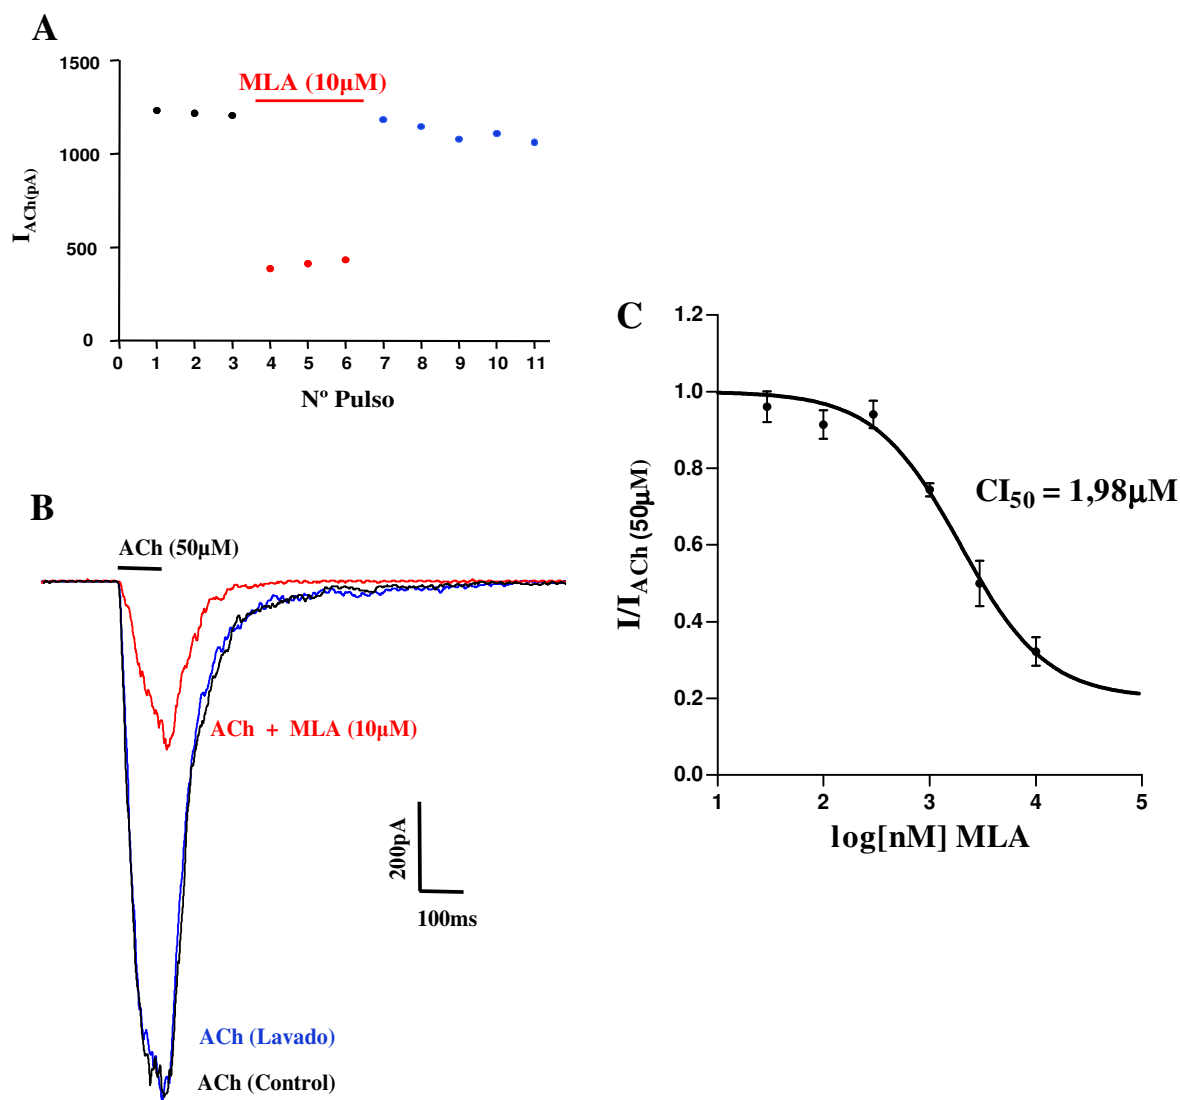 A
1500
1000
500
0
I_ACh(pA)
MLA (10µM)
0 1 2 3 4 5 6 7 8 9 10 11
Nº Pulso
B
ACh (50µM)
ACh + MLA (10µM)
200pA
100ms
ACh (Lavado)
ACh (Control)
C
1.2
1.0
0.8
0.6
0.4
0.2
0.0
I/I_ACh (50µM)
CI50 = 1,98µM
1 2 3 4 5
log[nM] MLA